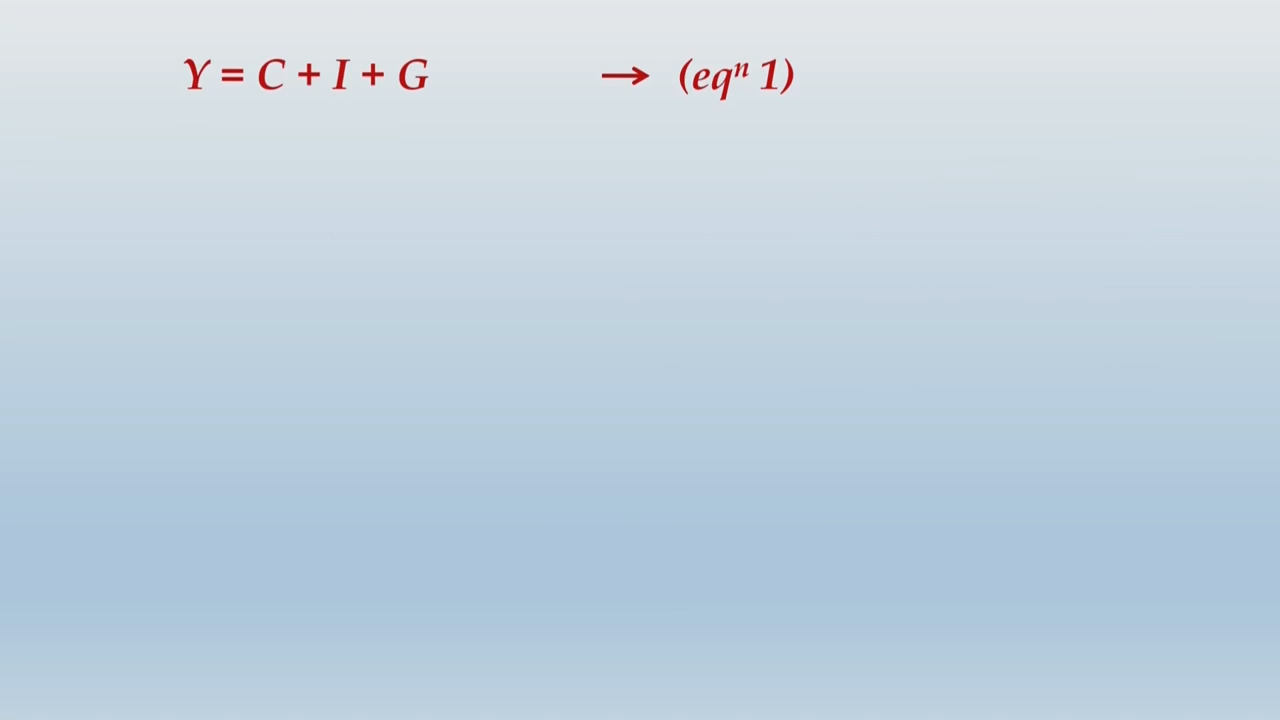 Y = C + I + G → (eqⁿ 1)